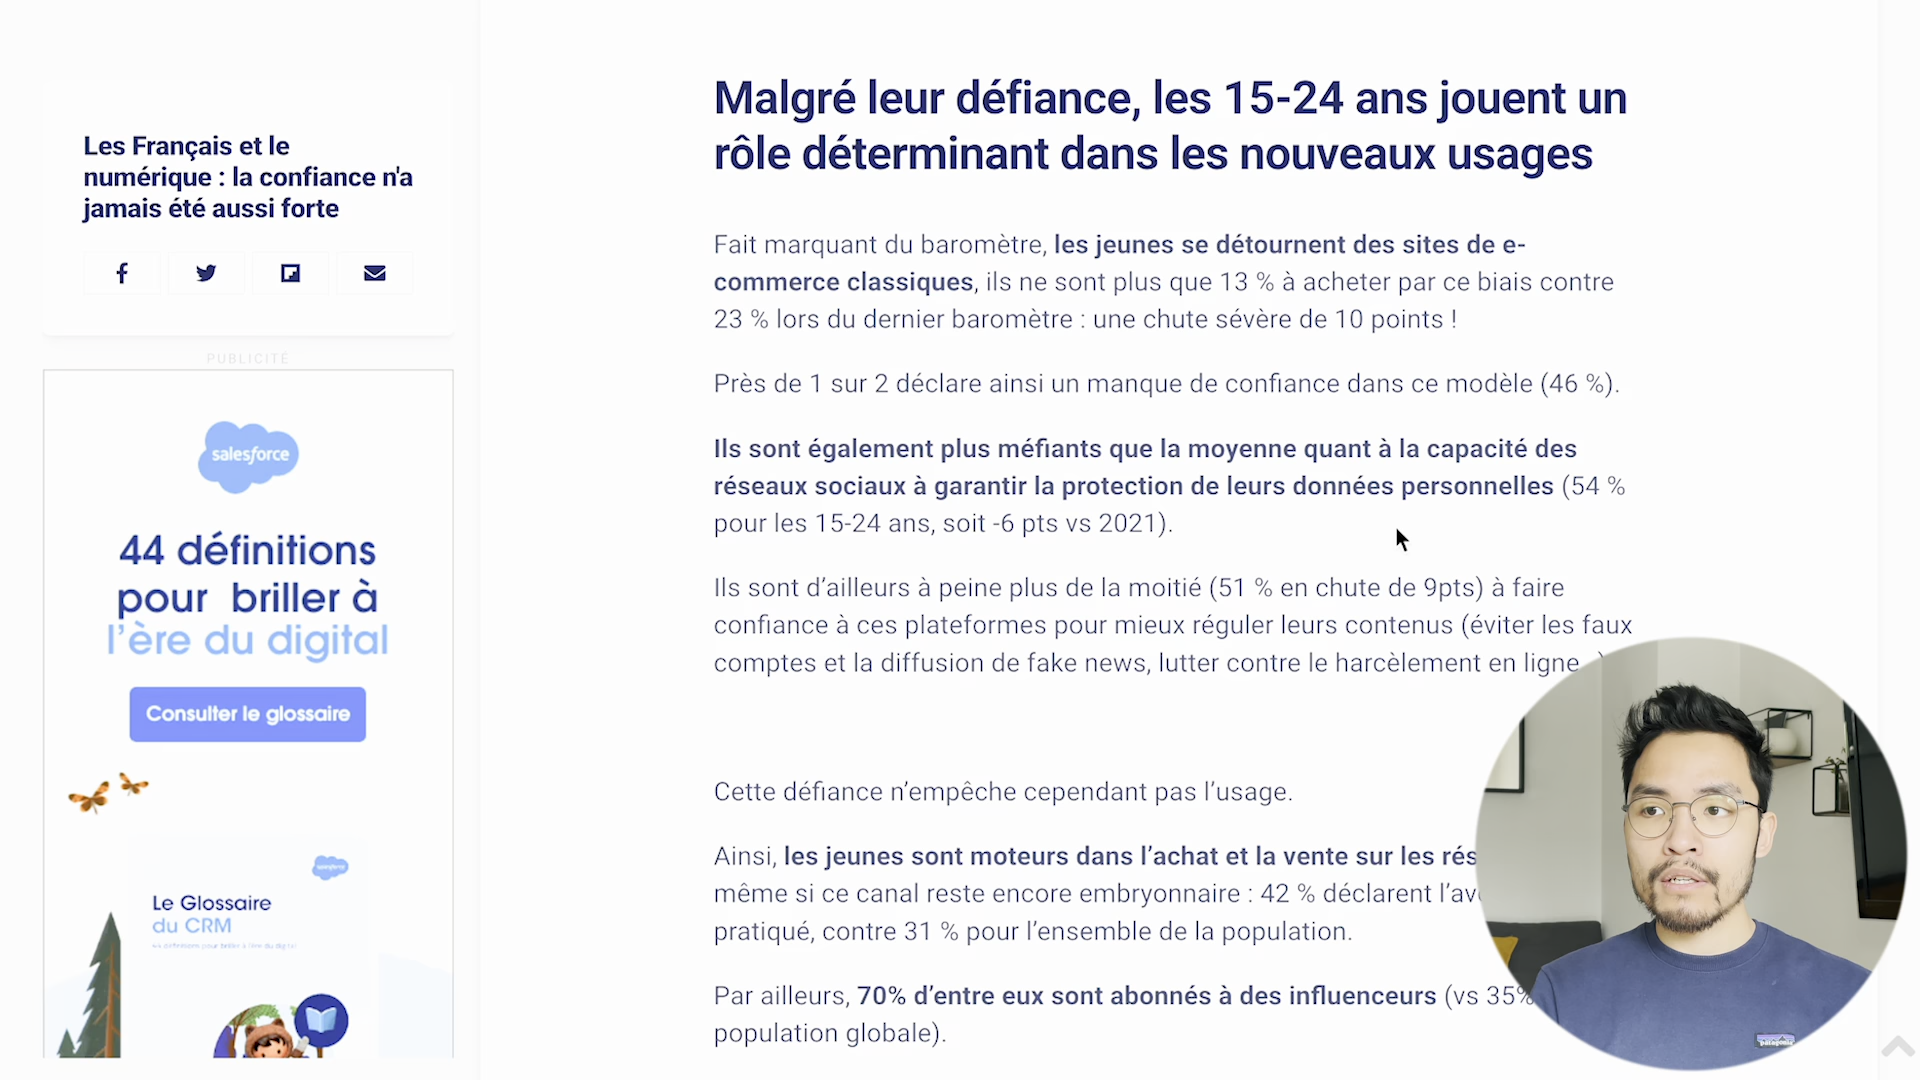 Les Français et le
numérique : la confiance n'a
jamais été aussi forte
PUBLICITÉ
salesforce
44 définitions
pour briller à
l'ère du digital
Consulter le glossaire
Le Glossaire
du CRM
44 définitions pour briller à l'ère du digital
Malgré leur défiance, les 15-24 ans jouent un
rôle déterminant dans les nouveaux usages
Fait marquant du baromètre, les jeunes se détournent des sites de e-
commerce classiques, ils ne sont plus que 13 % à acheter par ce biais contre
23 % lors du dernier baromètre : une chute sévère de 10 points !
Près de 1 sur 2 déclare ainsi un manque de confiance dans ce modèle (46 %).
Ils sont également plus méfiants que la moyenne quant à la capacité des
réseaux sociaux à garantir la protection de leurs données personnelles (54 %
pour les 15-24 ans, soit -6 pts vs 2021).
Ils sont d’ailleurs à peine plus de la moitié (51 % en chute de 9pts) à faire
confiance à ces plateformes pour mieux réguler leurs contenus (éviter les faux
comptes et la diffusion de fake news, lutter contre le harcèlement en ligne
Cette défiance n’empêche cependant pas l’usage.
Ainsi, les jeunes sont moteurs dans l’achat et la vente sur les rés
même si ce canal reste encore embryonnaire : 42 % déclarent l’av
pratiqué, contre 31 % pour l’ensemble de la population.
Par ailleurs, 70% d’entre eux sont abonnés à des influenceurs (vs 35%
population globale).
patagonia